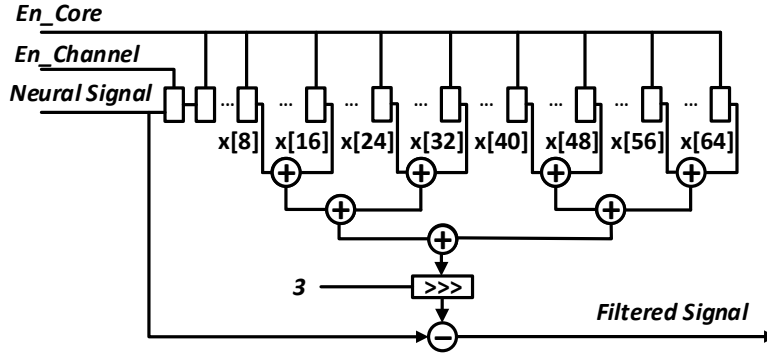 En_Core
En_Channel
Neural Signal
... ... ... ... ... ... ... ...
x[8] x[16] x[24] x[32] x[40] x[48] x[56] x[64]
+ + + +
+ +
+
3 >>>
Filtered Signal
−